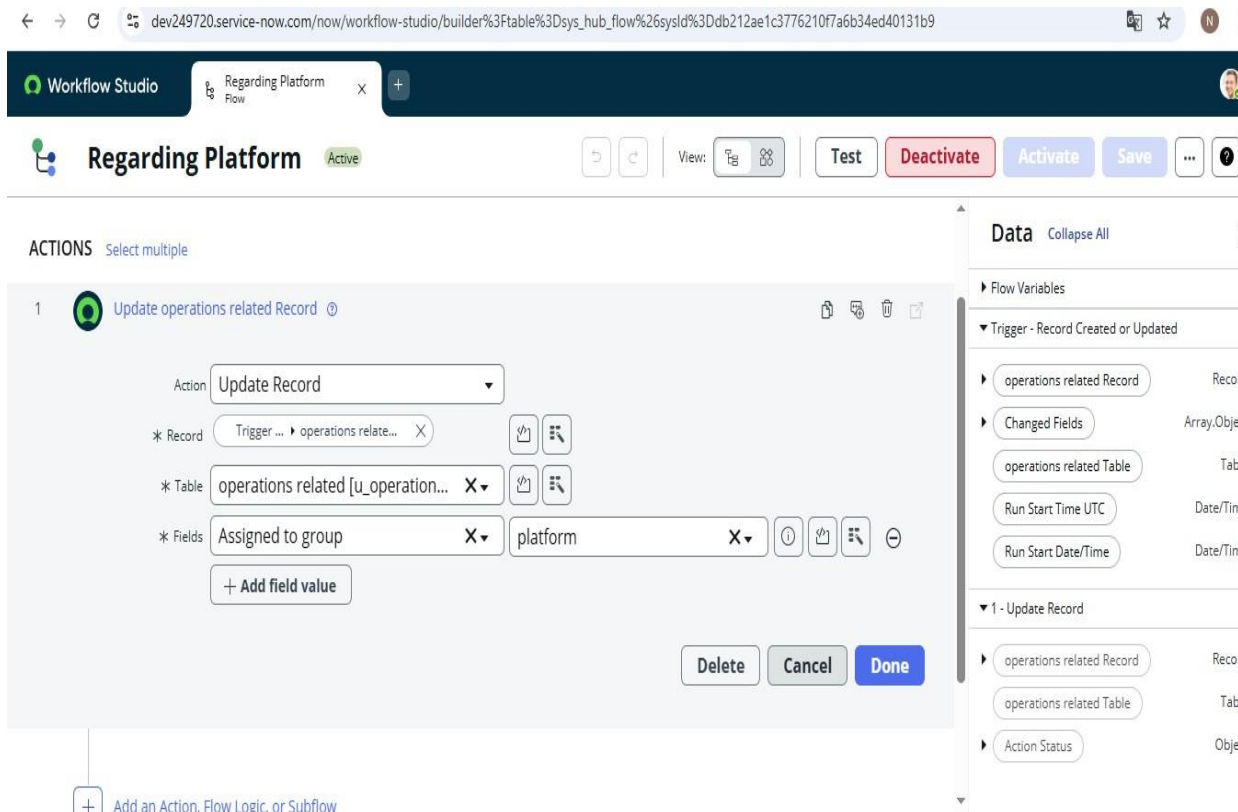 dev249720.service-now.com/now/workflow-studio/builder%3Ftable%3Dsys_hub_flow%26sysId%3Ddb212ae1c3776210f7a6b34ed40131b9
N
Workflow Studio
Regarding Platform
Flow
X
+
Regarding Platform
Active
View:
Test
Deactivate
Activate
Save
...
?
ACTIONS Select multiple
1 Update operations related Record
Action Update Record
* Record Trigger ... ▸ operations relate... X
* Table operations related [u_operation... X
* Fields Assigned to group X platform X
+ Add field value
Delete Cancel Done
+ Add an Action, Flow Logic, or Subflow
Data Collapse All
Flow Variables
Trigger - Record Created or Updated
operations related Record Reco
Changed Fields Array.Obje
operations related Table Tab
Run Start Time UTC Date/Tim
Run Start Date/Time Date/Tim
1 - Update Record
operations related Record Reco
operations related Table Tab
Action Status Obje